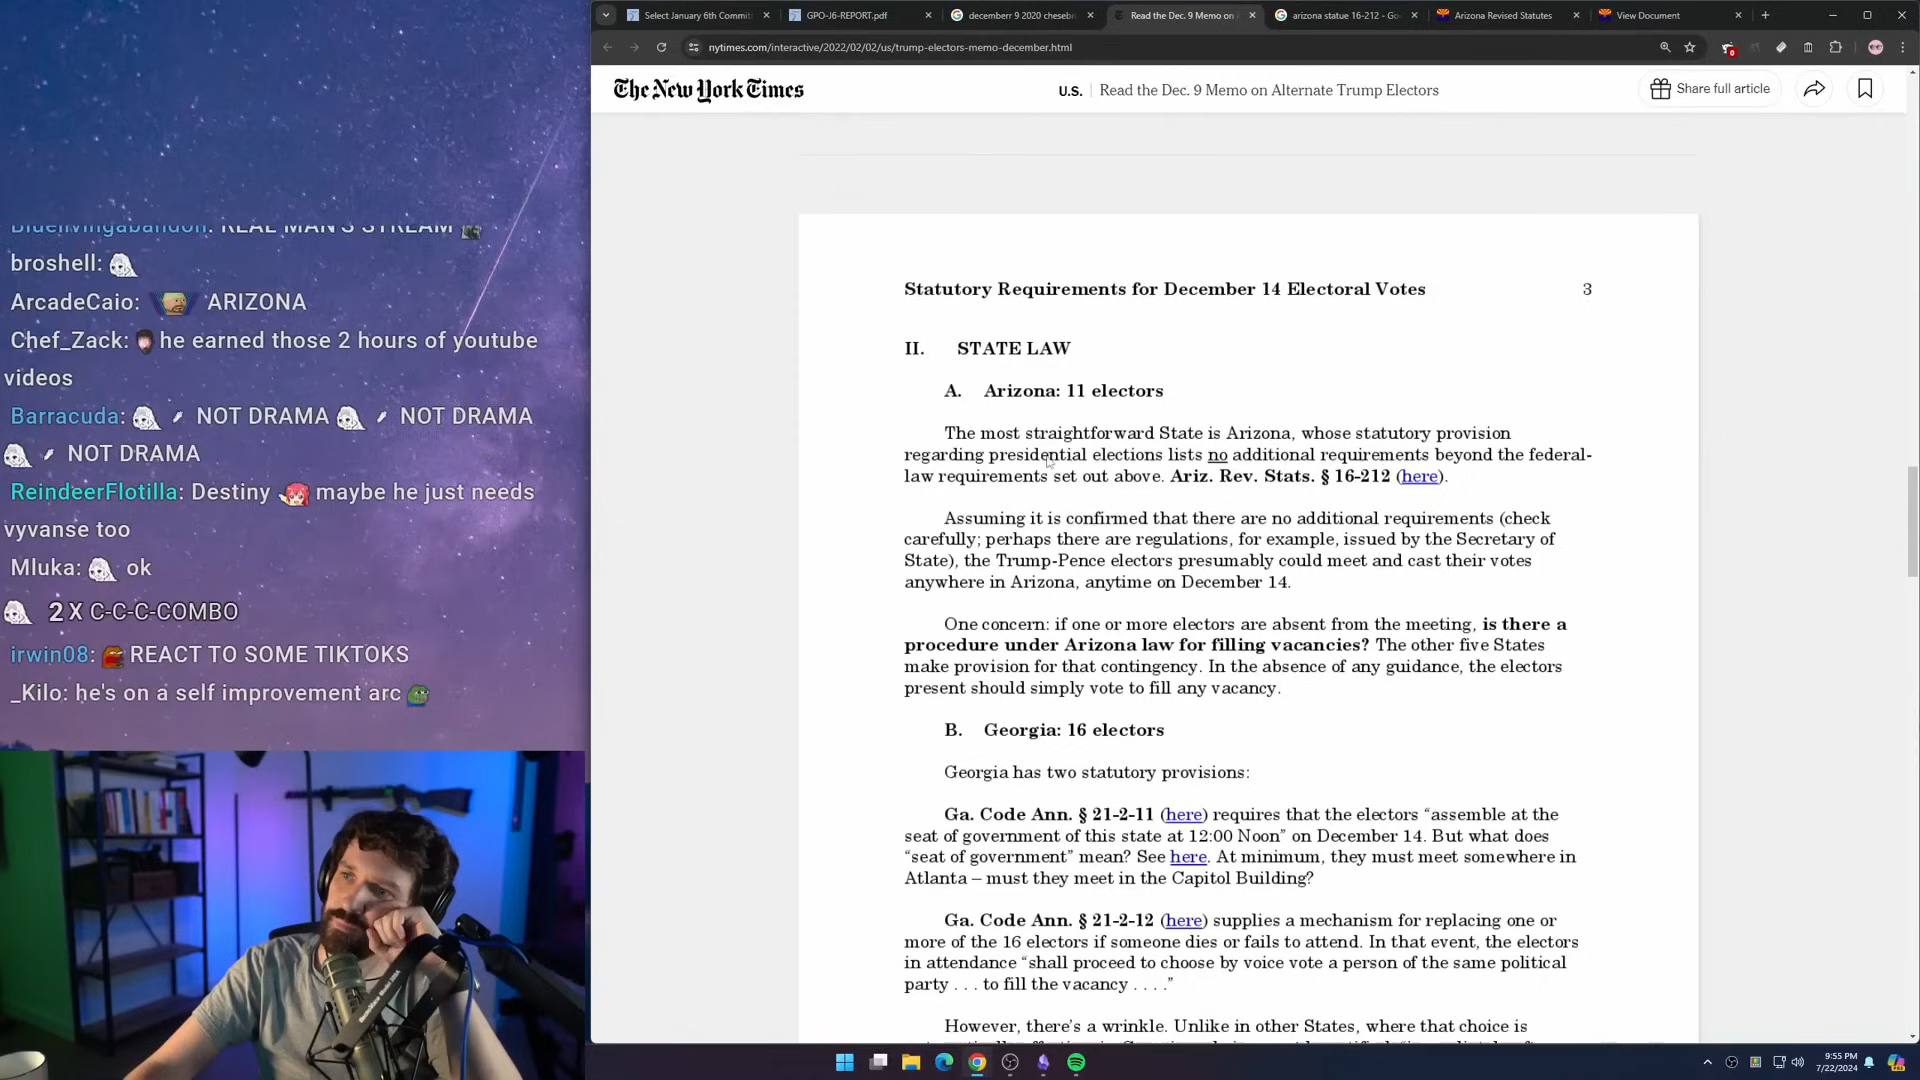 Select January 6th Committ
GPO-J6-REPORT.pdf
decemberr 9 2020 chesebr
Read the Dec. 9 Memo on A
arizona statue 16-212 - Go
Arizona Revised Statutes
View Document
nytimes.com/interactive/2022/02/02/us/trump-electors-memo-december.html
The New York Times
U.S. | Read the Dec. 9 Memo on Alternate Trump Electors
Share full article
REAL MAN'S STREAM
broshell:
ArcadeCaio: ARIZONA
Chef_Zack: he earned those 2 hours of youtube
videos
Barracuda: NOT DRAMA NOT DRAMA
NOT DRAMA
ReindeerFlotilla: Destiny maybe he just needs
vyvanse too
Mluka: ok
2 X C-C-C-COMBO
irwin08: REACT TO SOME TIKTOKS
_Kilo: he's on a self improvement arc
Statutory Requirements for December 14 Electoral Votes 3
II. STATE LAW
A. Arizona: 11 electors
The most straightforward State is Arizona, whose statutory provision
regarding presidential elections lists no additional requirements beyond the federal-
law requirements set out above. Ariz. Rev. Stats. § 16-212 (here).
Assuming it is confirmed that there are no additional requirements (check
carefully; perhaps there are regulations, for example, issued by the Secretary of
State), the Trump-Pence electors presumably could meet and cast their votes
anywhere in Arizona, anytime on December 14.
One concern: if one or more electors are absent from the meeting, is there a
procedure under Arizona law for filling vacancies? The other five States
make provision for that contingency. In the absence of any guidance, the electors
present should simply vote to fill any vacancy.
B. Georgia: 16 electors
Georgia has two statutory provisions:
Ga. Code Ann. § 21-2-11 (here) requires that the electors “assemble at the
seat of government of this state at 12:00 Noon” on December 14. But what does
“seat of government” mean? See here. At minimum, they must meet somewhere in
Atlanta – must they meet in the Capitol Building?
Ga. Code Ann. § 21-2-12 (here) supplies a mechanism for replacing one or
more of the 16 electors if someone dies or fails to attend. In that event, the electors
in attendance “shall proceed to choose by voice vote a person of the same political
party . . . to fill the vacancy . . . .”
However, there’s a wrinkle. Unlike in other States, where that choice is
9:55 PM
7/22/2024